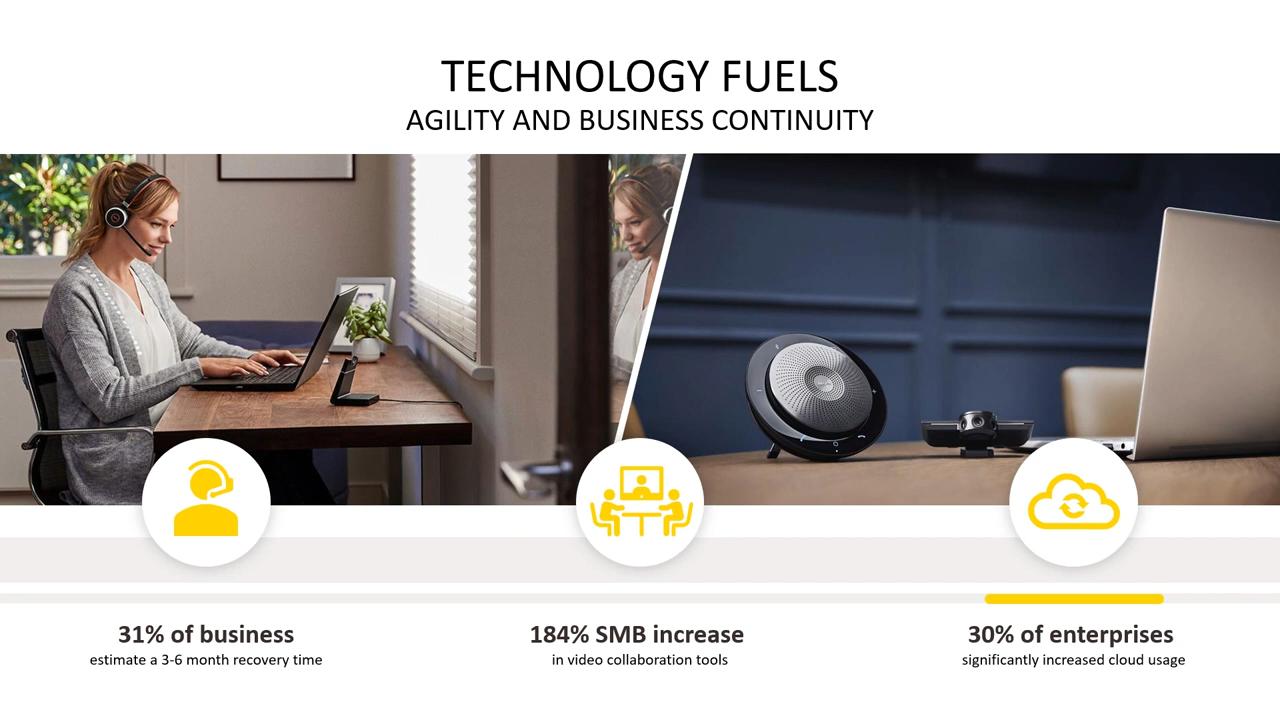 TECHNOLOGY FUELS
AGILITY AND BUSINESS CONTINUITY
31% of business
estimate a 3-6 month recovery time
184% SMB increase
in video collaboration tools
30% of enterprises
significantly increased cloud usage